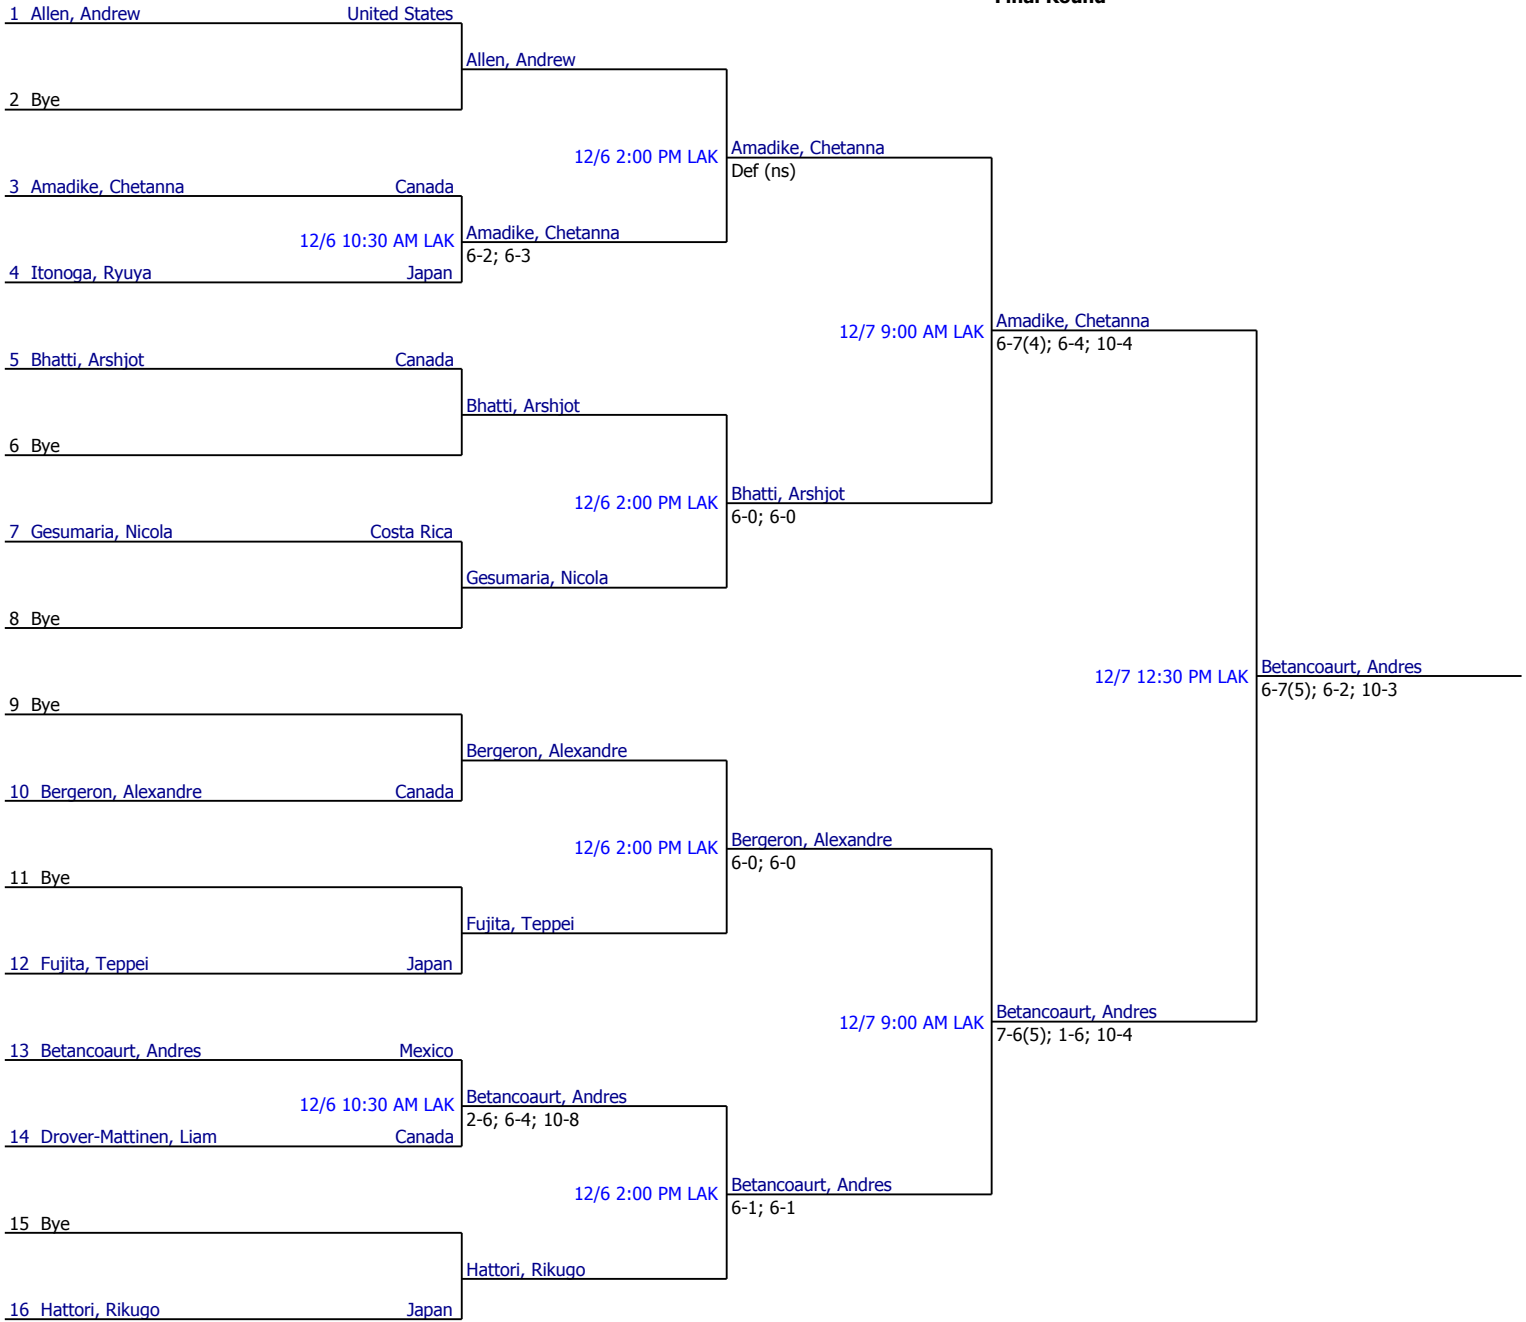 Final Round
1 Allen, Andrew United States
Allen, Andrew
2 Bye
12/6 2:00 PM LAK Amadike, Chetanna
Def (ns)
3 Amadike, Chetanna Canada
12/6 10:30 AM LAK Amadike, Chetanna
6-2; 6-3
4 Itonoga, Ryuya Japan
12/7 9:00 AM LAK Amadike, Chetanna
6-7(4); 6-4; 10-4
5 Bhatti, Arshjot Canada
Bhatti, Arshjot
6 Bye
12/6 2:00 PM LAK Bhatti, Arshjot
6-0; 6-0
7 Gesumaria, Nicola Costa Rica
Gesumaria, Nicola
8 Bye
12/7 12:30 PM LAK Betancoaurt, Andres
6-7(5); 6-2; 10-3
9 Bye
Bergeron, Alexandre
10 Bergeron, Alexandre Canada
12/6 2:00 PM LAK Bergeron, Alexandre
6-0; 6-0
11 Bye
Fujita, Teppei
12 Fujita, Teppei Japan
12/7 9:00 AM LAK Betancoaurt, Andres
7-6(5); 1-6; 10-4
13 Betancoaurt, Andres Mexico
12/6 10:30 AM LAK Betancoaurt, Andres
2-6; 6-4; 10-8
14 Drover-Mattinen, Liam Canada
12/6 2:00 PM LAK Betancoaurt, Andres
6-1; 6-1
15 Bye
Hattori, Rikugo
16 Hattori, Rikugo Japan